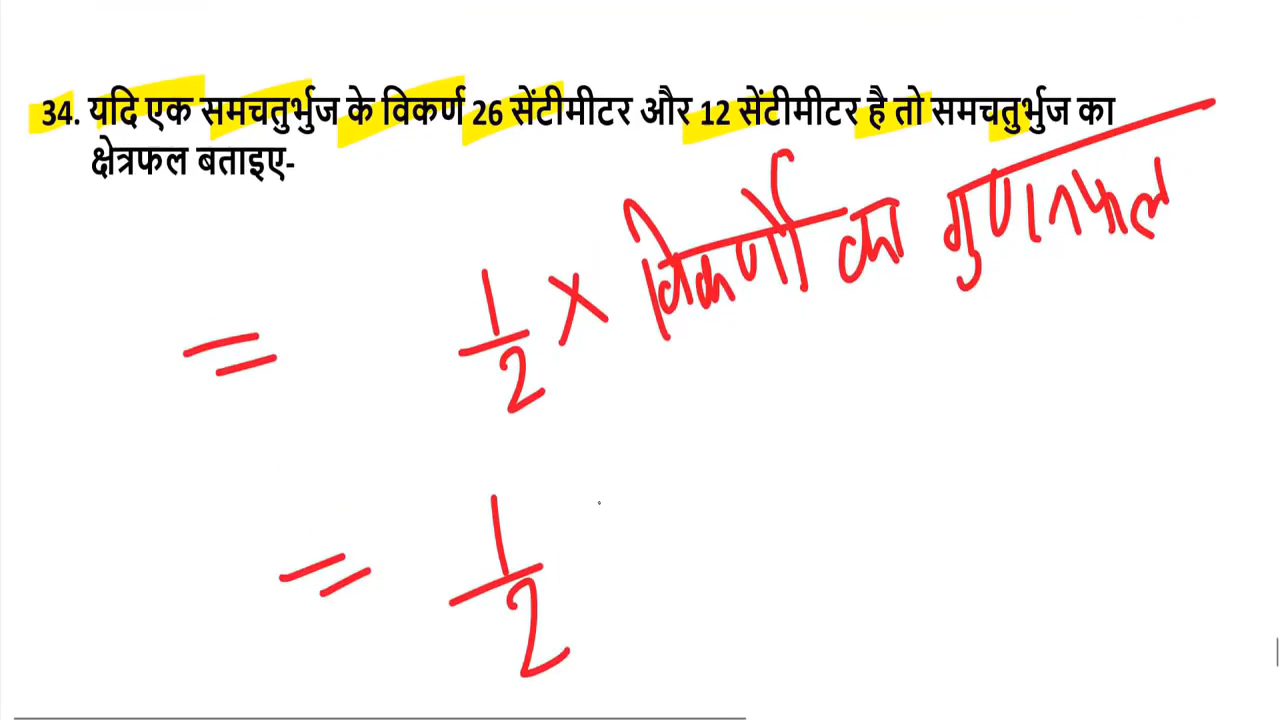 34. यदि एक समचतुर्भुज के विकर्ण 26 सेंटीमीटर और 12 सेंटीमीटर है तो समचतुर्भुज का
क्षेत्रफल बताइए-
= 1/2 × विकर्णो का गुणनफल
= 1/2